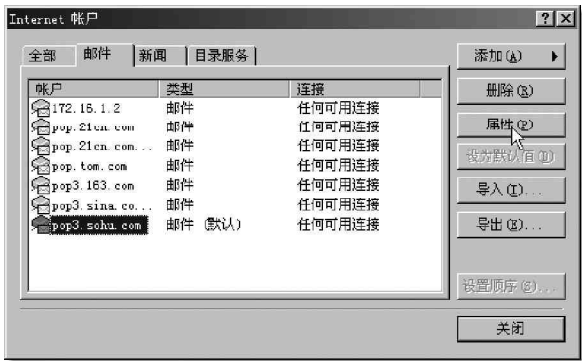 Internet 帐户
全部 邮件 新闻 目录服务
帐户 类型 连接
172.16.1.2 邮件 任何可用连接
pop.21cn.com 邮件 任何可用连接
pop.21cn.com... 邮件 任何可用连接
pop.tom.com 邮件 任何可用连接
pop3.163.com 邮件 任何可用连接
pop3.sina.co... 邮件 任何可用连接
pop3.sohu.com 邮件 (默认) 任何可用连接
添加(A)
删除(R)
属性(P)
设为默认值(D)
导入(I)...
导出(E)...
设置顺序(S)...
关闭